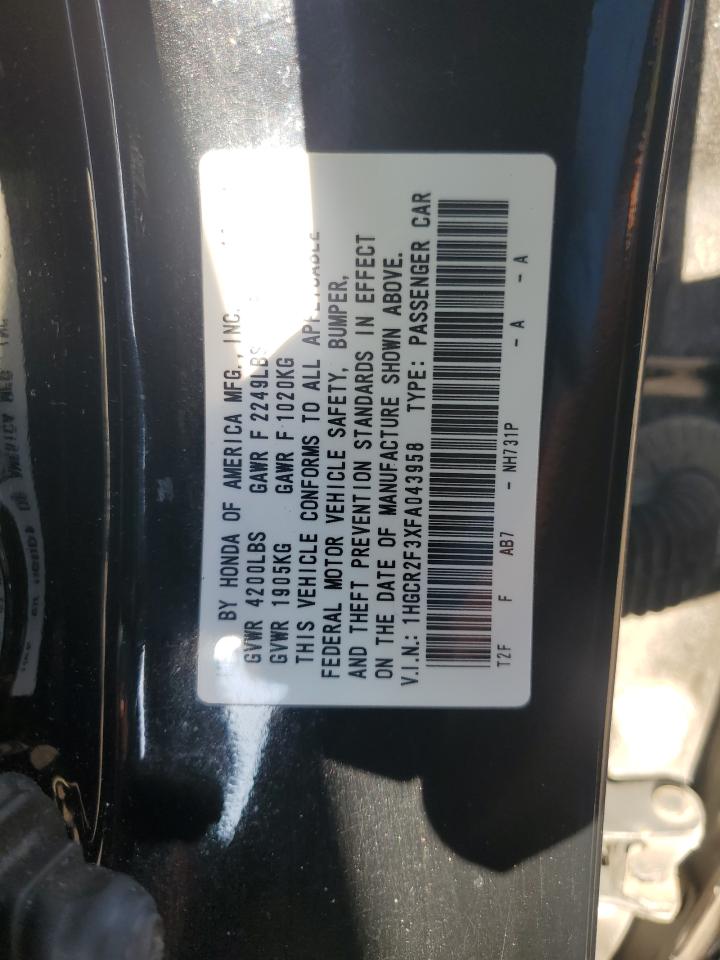 BY HONDA OF AMERICA MFG., INC.
GVWR 4200LBS GAWR F 2249LBS
GVWR 1905KG GAWR F 1020KG
THIS VEHICLE CONFORMS TO ALL APPLICABLE
FEDERAL MOTOR VEHICLE SAFETY, BUMPER,
AND THEFT PREVENTION STANDARDS IN EFFECT
ON THE DATE OF MANUFACTURE SHOWN ABOVE.
V.I.N.: 1HGCR2F3XFA043958 TYPE: PASSENGER CAR
T2F F AB7 - NH731P - A - A